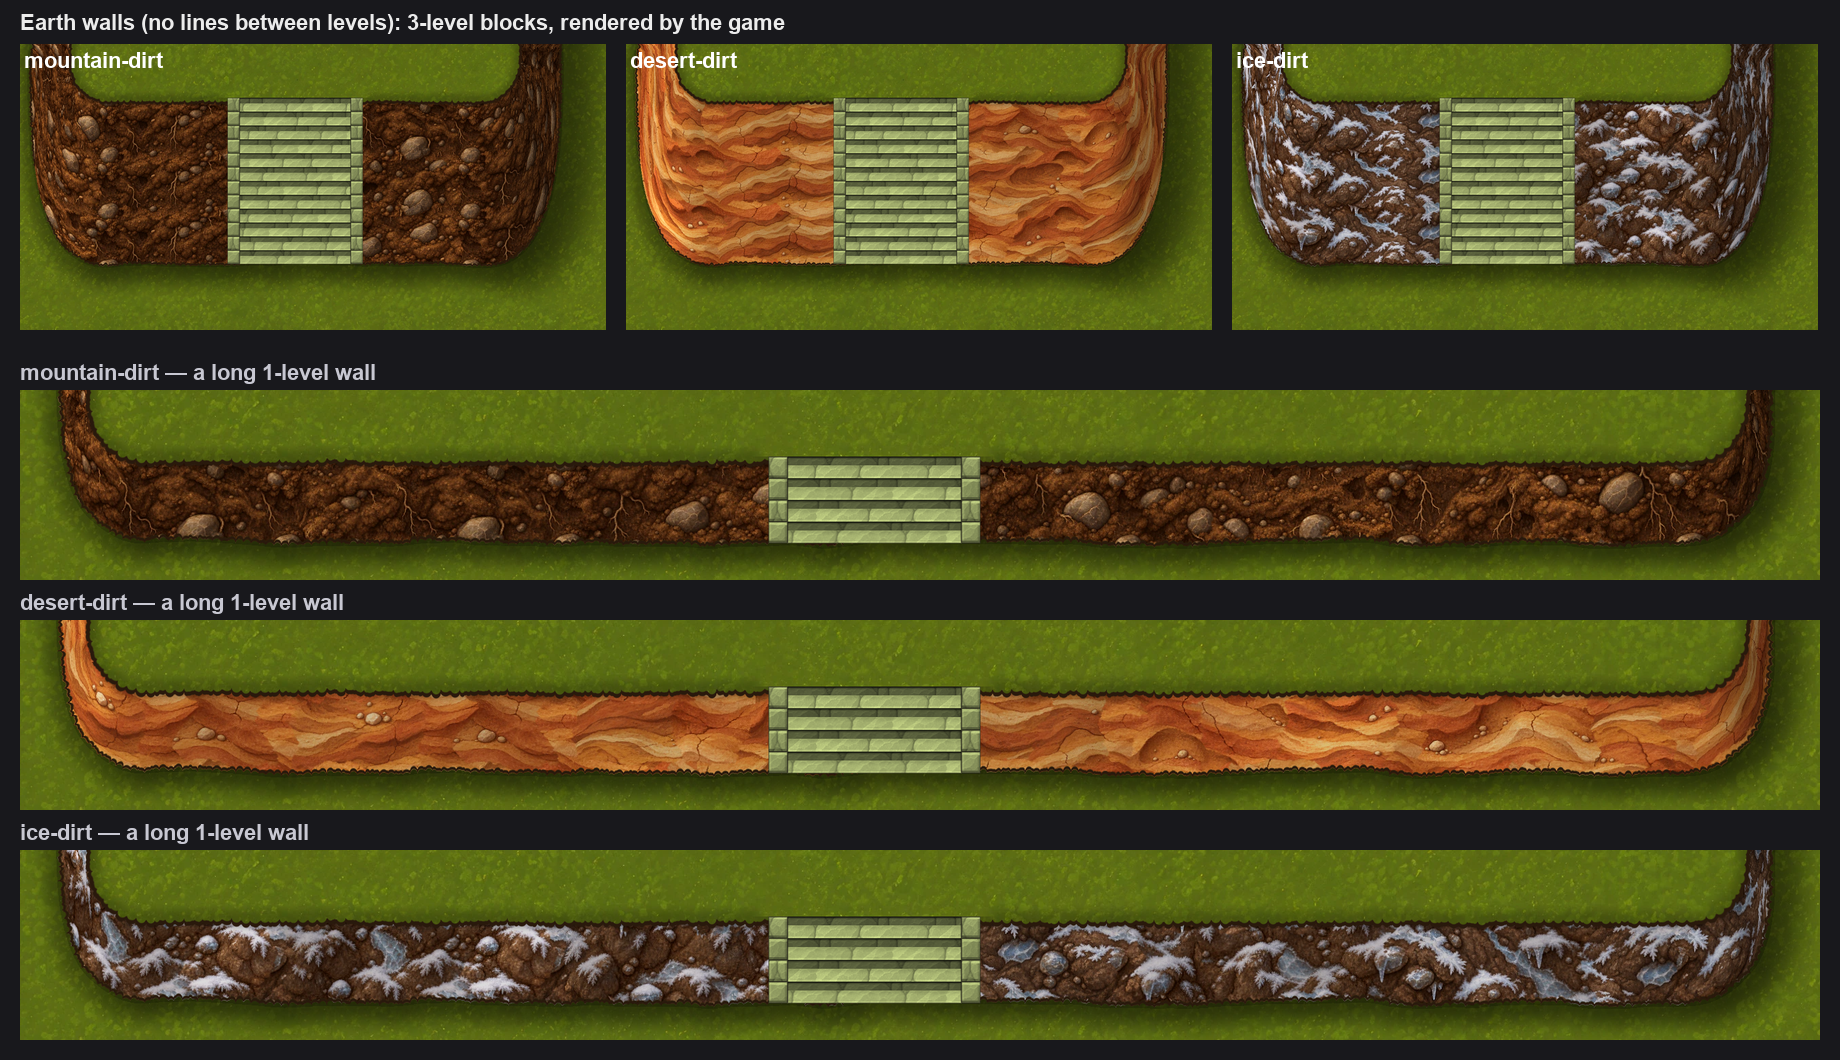 Earth walls (no lines between levels): 3-level blocks, rendered by the game
mountain-dirt
desert-dirt
ice-dirt
mountain-dirt — a long 1-level wall
desert-dirt — a long 1-level wall
ice-dirt — a long 1-level wall